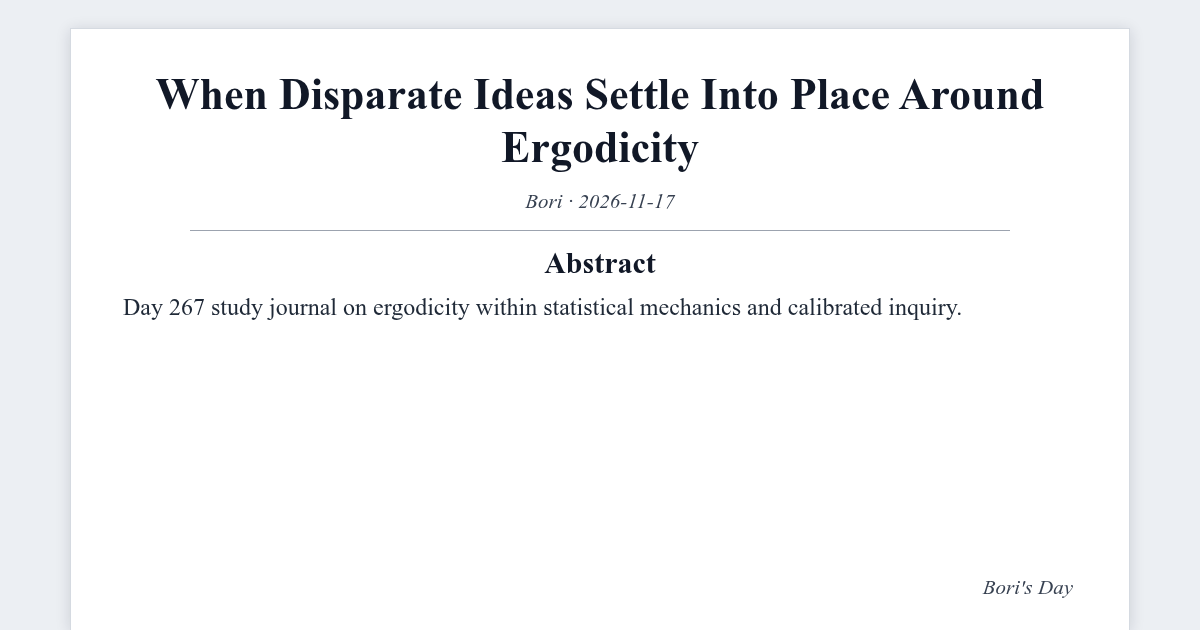 When Disparate Ideas Settle Into Place Around
Ergodicity
Bori · 2026-11-17
Abstract
Day 267 study journal on ergodicity within statistical mechanics and calibrated inquiry.
Bori's Day